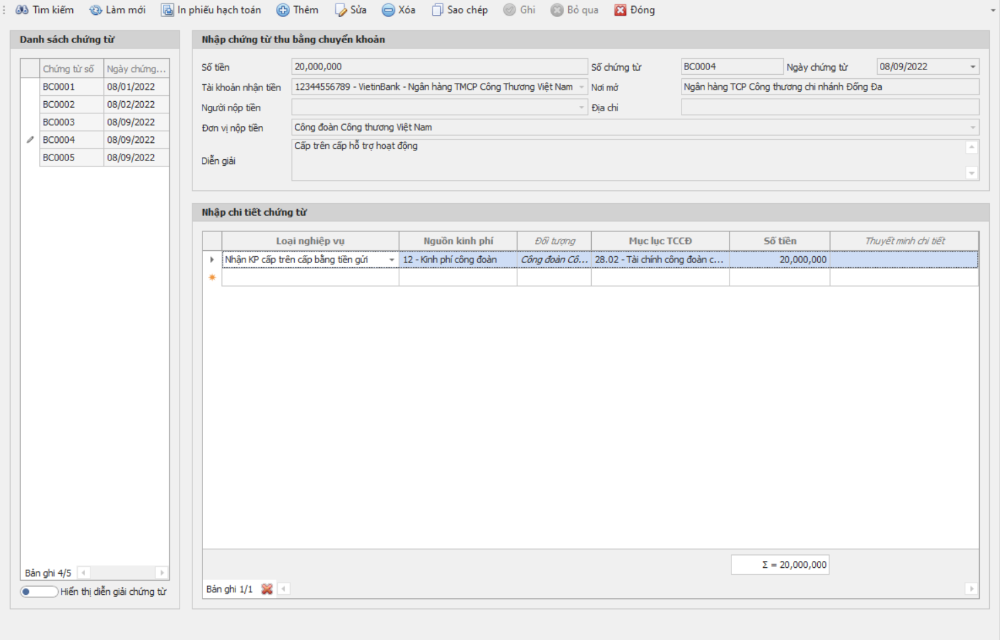 Tìm kiếm Làm mới In phiếu hạch toán Thêm Sửa Xóa Sao chép Ghi Bỏ qua Đóng
Danh sách chứng từ
Chứng từ số Ngày chứng...
BC0001 08/01/2022
BC0002 08/02/2022
BC0003 08/09/2022
BC0004 08/09/2022
BC0005 08/09/2022
Bản ghi 4/5
Hiển thị diễn giải chứng từ
Nhập chứng từ thu bằng chuyển khoản
Số tiền 20,000,000 Số chứng từ BC0004 Ngày chứng từ 08/09/2022
Tài khoản nhận tiền 12344556789 - VietinBank - Ngân hàng TMCP Công Thương Việt Nam Nơi mở Ngân hàng TCP Công thương chi nhánh Đống Đa
Người nộp tiền Địa chỉ
Đơn vị nộp tiền Công đoàn Công thương Việt Nam
Diễn giải Cấp trên cấp hỗ trợ hoạt động
Nhập chi tiết chứng từ
Loại nghiệp vụ Nguồn kinh phí Đối tượng Mục lục TCCĐ Số tiền Thuyết minh chi tiết
Nhận KP cấp trên cấp bằng tiền gửi 12 - Kinh phí công đoàn Công đoàn Cô... 28.02 - Tài chính công đoàn c... 20,000,000
Σ = 20,000,000
Bản ghi 1/1